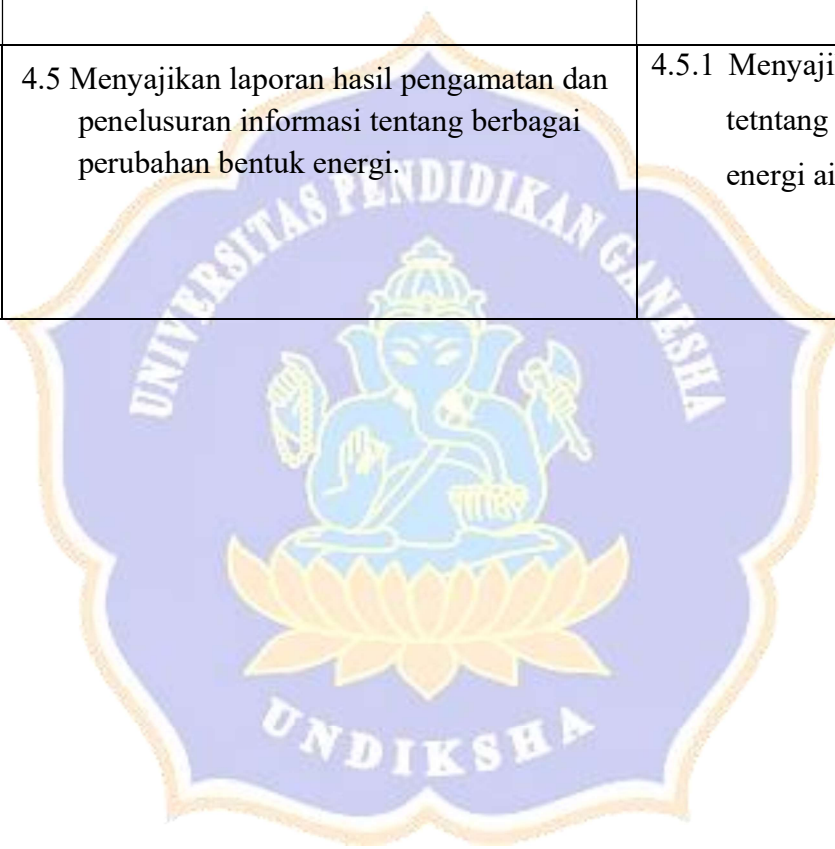 4.5 Menyajikan laporan hasil pengamatan dan
penelusuran informasi tentang berbagai
perubahan bentuk energi.
4.5.1 Menyaji
tetntang
energi ai
UNIVERSITAS PENDIDIKAN GANESHA
UNDIKSHA